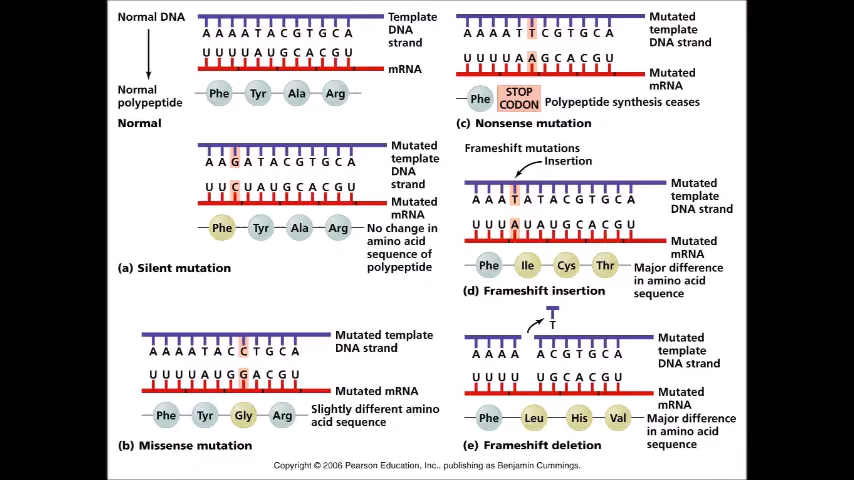 Normal DNA
A A A A T A C G T G C A
Template
DNA
strand
U U U U A U G C A C G U
mRNA
Normal
polypeptide
Phe Tyr Ala Arg
Normal
A A G A T A C G T G C A
Mutated
template
DNA
strand
U U C U A U G C A C G U
Mutated
mRNA
Phe Tyr Ala Arg
No change in
amino acid
sequence of
polypeptide
(a) Silent mutation
A A A A T A C C T G C A
Mutated template
DNA strand
U U U U A U G G A C G U
Mutated mRNA
Phe Tyr Gly Arg
Slightly different amino
acid sequence
(b) Missense mutation
A A A A T T C G T G C A
Mutated
template
DNA strand
U U U U A A G C A C G U
Mutated
mRNA
Phe
STOP
CODON
Polypeptide synthesis ceases
(c) Nonsense mutation
Frameshift mutations
Insertion
A A A T A T A C G T G C A
Mutated
template
DNA strand
U U U A U A U G C A C G U
Mutated
mRNA
Phe Ile Cys Thr
Major difference
in amino acid
sequence
(d) Frameshift insertion
T
A A A A A C G T G C A
Mutated
template
DNA strand
U U U U U G C A C G U
Mutated
mRNA
Phe Leu His Val
Major difference
in amino acid
sequence
(e) Frameshift deletion
Copyright © 2006 Pearson Education, Inc., publishing as Benjamin Cummings.